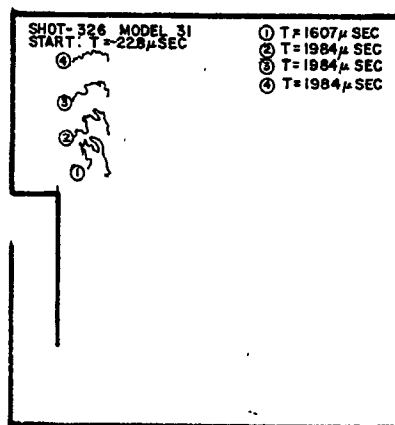 SHOT-326 MODEL 31
START: T=-228μSEC
① T=1607μ SEC
② T=1984μ SEC
③ T=1984μ SEC
④ T=1984μ SEC
④
③
②
①